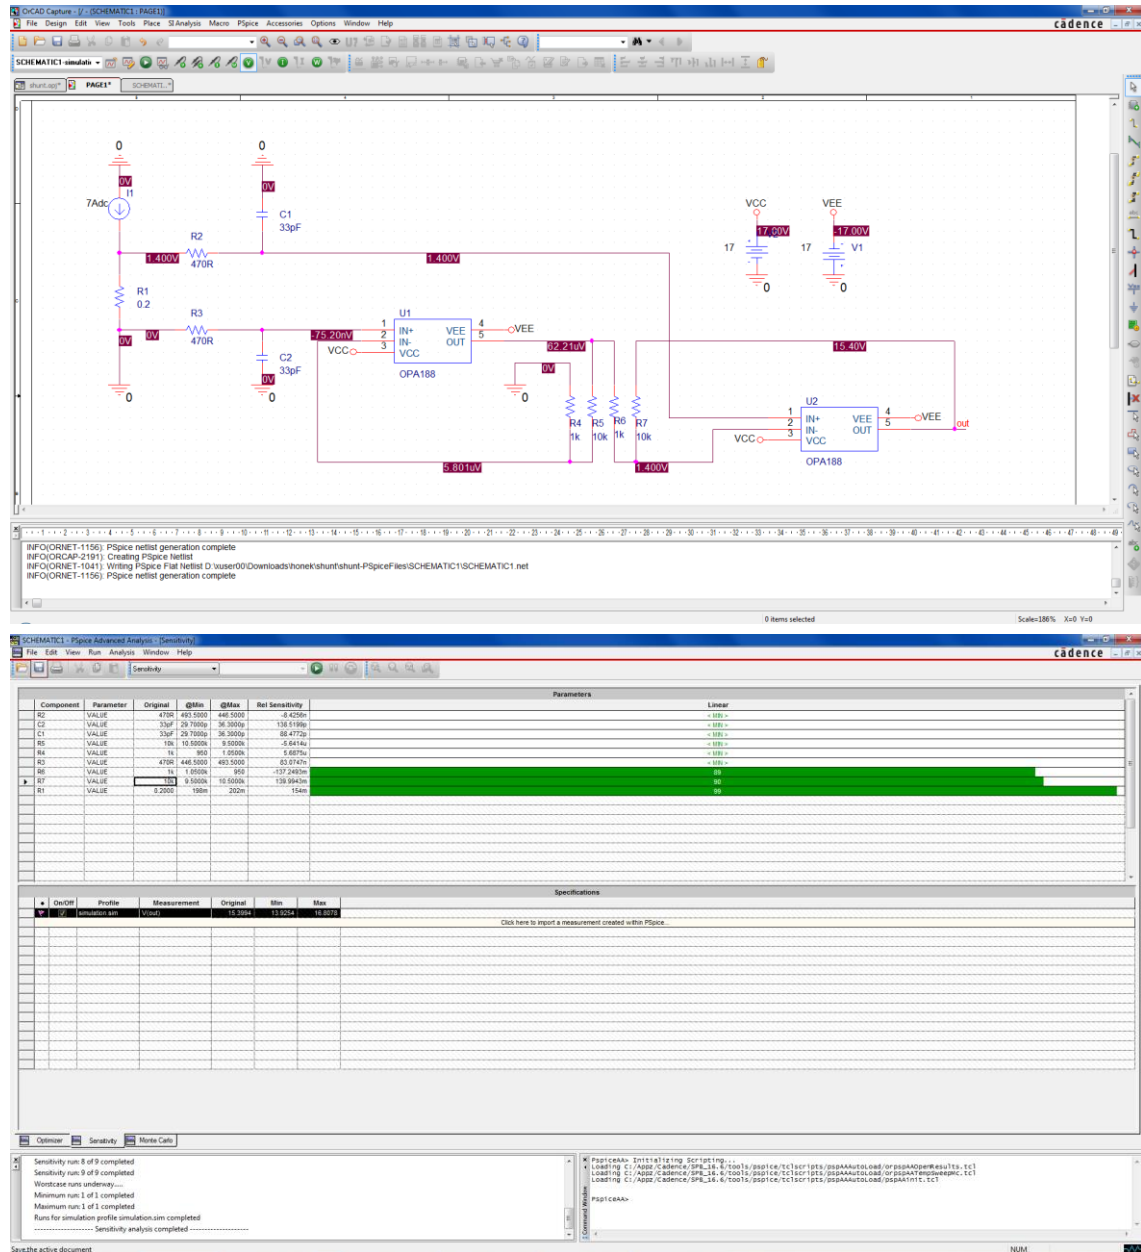 OrCAD Capture - [/ - (SCHEMATIC1 : PAGE1)]
File Design Edit View Tools Place SI Analysis Macro PSpice Accessories Options Window Help
cādence
SCHEMATIC1-simulati
shunt.opj* PAGE1* SCHEMATI...*
0 0
0V 0V
I1
7Adc
C1
33pF
VCC VEE
17.00V -17.00V
17 17 V1
0 0
R2
1.400V 470R 1.400V
R1
0.2
R3
0V 0V 470R
C2
33pF
0V
0 0
U1
-75.20nV 1 IN+ VEE 4 VEE
2 IN- OUT 5
VCC 3 VCC
OPA188
62.21uV
0V
0
15.40V
R4 R5 R6 R7
1k 10k 1k 10k
5.801uV 1.400V
U2
1 IN+ VEE 4 VEE
2 IN- OUT 5 out
VCC 3 VCC
OPA188
INFO(ORNET-1156): PSpice netlist generation complete
INFO(ORCAP-2191): Creating PSpice Netlist
INFO(ORNET-1041): Writing PSpice Flat Netlist D:\xuser00\Downloads\honek\shunt\shunt-PSpiceFiles\SCHEMATIC1\SCHEMATIC1.net
INFO(ORNET-1156): PSpice netlist generation complete
0 items selected Scale=186% X=0 Y=0
SCHEMATIC1 - PSpice Advanced Analysis - [Sensitivity]
File Edit View Run Analysis Window Help
cādence
Sensitivity
Parameters
Component Parameter Original @Min @Max Rel Sensitivity Linear
R2 VALUE 470R 493.5000 446.5000 -8.4256n < MIN >
C2 VALUE 33pF 29.7000p 36.3000p 138.5199p < MIN >
C1 VALUE 33pF 29.7000p 36.3000p 88.4772p < MIN >
R5 VALUE 10k 10.5000k 9.5000k -5.6414u < MIN >
R4 VALUE 1k 950 1.0500k 5.6875u < MIN >
R3 VALUE 470R 446.5000 493.5000 83.0747n < MIN >
R6 VALUE 1k 1.0500k 950 -137.2493m 89
R7 VALUE 10k 9.5000k 10.5000k 139.9943m 90
R1 VALUE 0.2000 198m 202m 154m 99
Specifications
On/Off Profile Measurement Original Min Max
simulation.sim V(out) 15.3994 13.9254 16.8078
Click here to import a measurement created within PSpice...
Optimizer Sensitivity Monte Carlo
Sensitivity run: 8 of 9 completed
Sensitivity run: 9 of 9 completed
Worstcase runs underway.....
Minimum run: 1 of 1 completed
Maximum run: 1 of 1 completed
Runs for simulation profile simulation.sim completed
-------------------- Sensitivity analysis completed --------------------
Command Window
PspiceAA> Initializing Scripting...
Loading C:/Appz/Cadence/SPB_16.6/tools/pspice/tclscripts/pspAAAutoLoad/orpspAAOpenResults.tcl
Loading C:/Appz/Cadence/SPB_16.6/tools/pspice/tclscripts/pspAAAutoLoad/orpspAATempSweepMC.tcl
Loading C:/Appz/Cadence/SPB_16.6/tools/pspice/tclscripts/pspAAAutoLoad/pspAAinit.tcl
PspiceAA>
Save the active document NUM